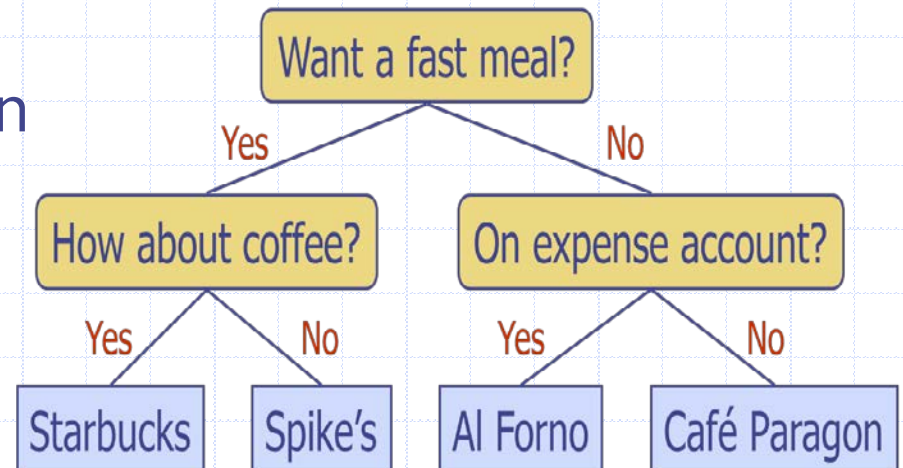 Want a fast meal?
n
Yes
No
How about coffee?
On expense account?
Yes
No
Yes
No
Starbucks
Spike's
Al Forno
Café Paragon